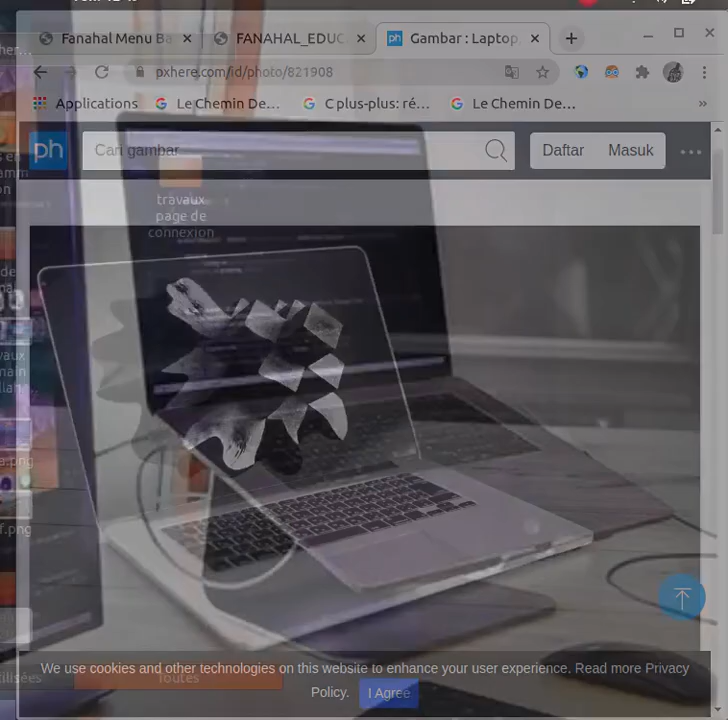 Fanahal Menu Ba
FANAHAL_EDUC
Gambar : Laptop,
pxhere.com/id/photo/821908
Applications
Le Chemin De...
C plus-plus: ré...
Le Chemin De...
»
ph
Cari gambar
Daftar
Masuk
travaux
page de
connexion
We use cookies and other technologies on this website to enhance your user experience. Read more Privacy
Policy.
I Agree
Toutes